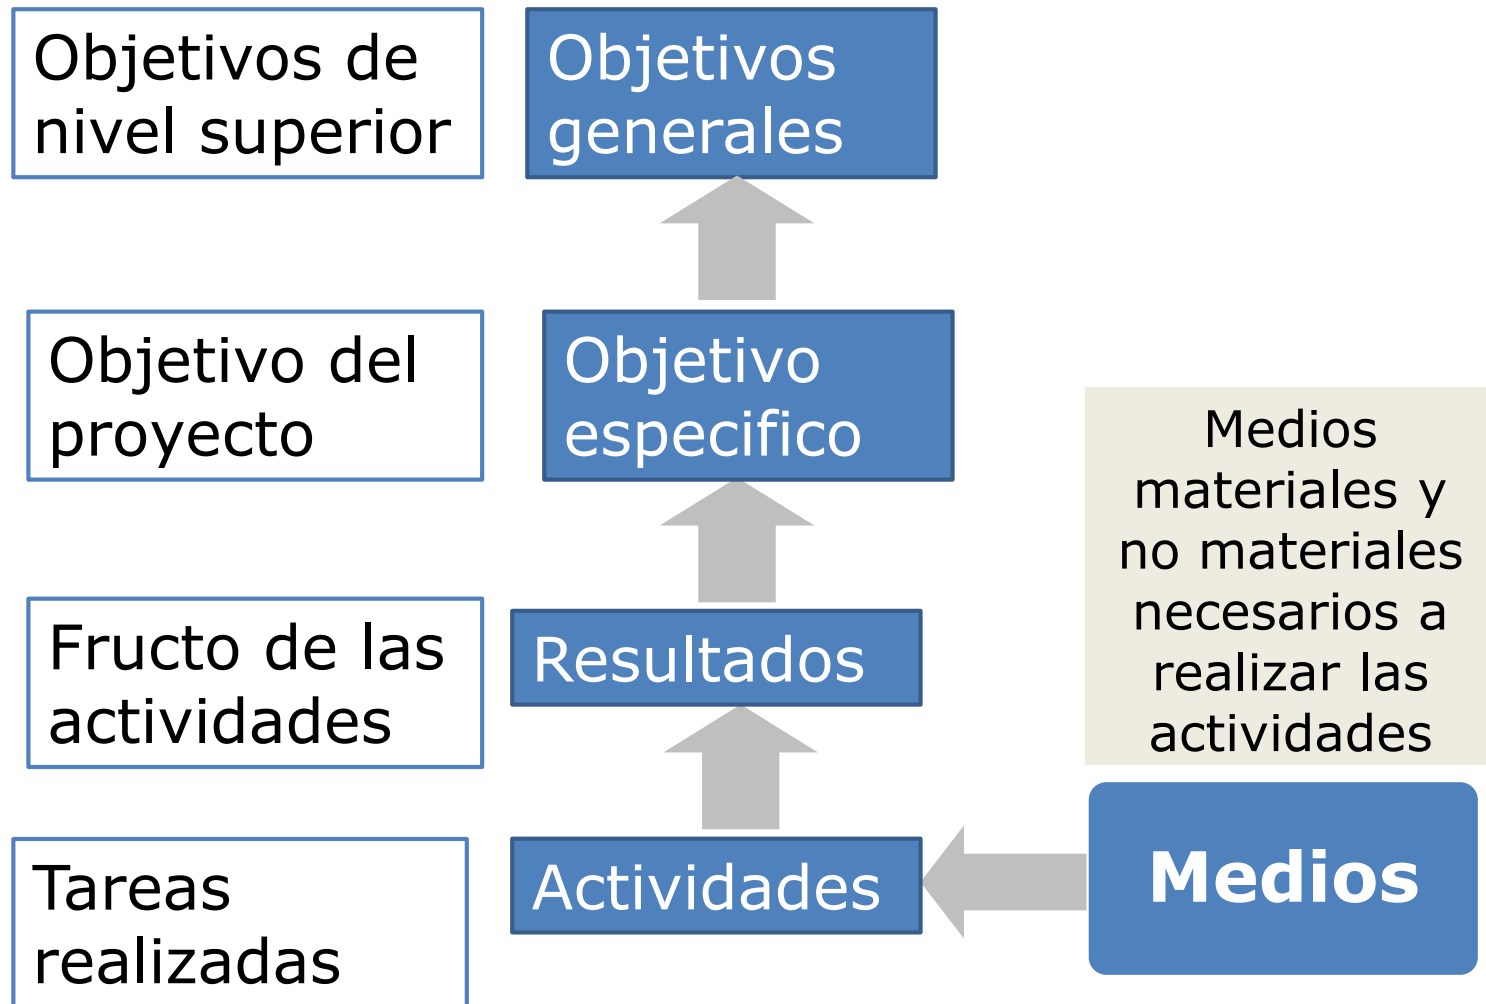 Objetivos de
nivel superior
Objetivos
generales
Objetivo del
proyecto
Objetivo
especifico
Medios
materiales y
no materiales
necesarios a
realizar las
actividades
Fructo de las
actividades
Resultados
Tareas
realizadas
Actividades
Medios